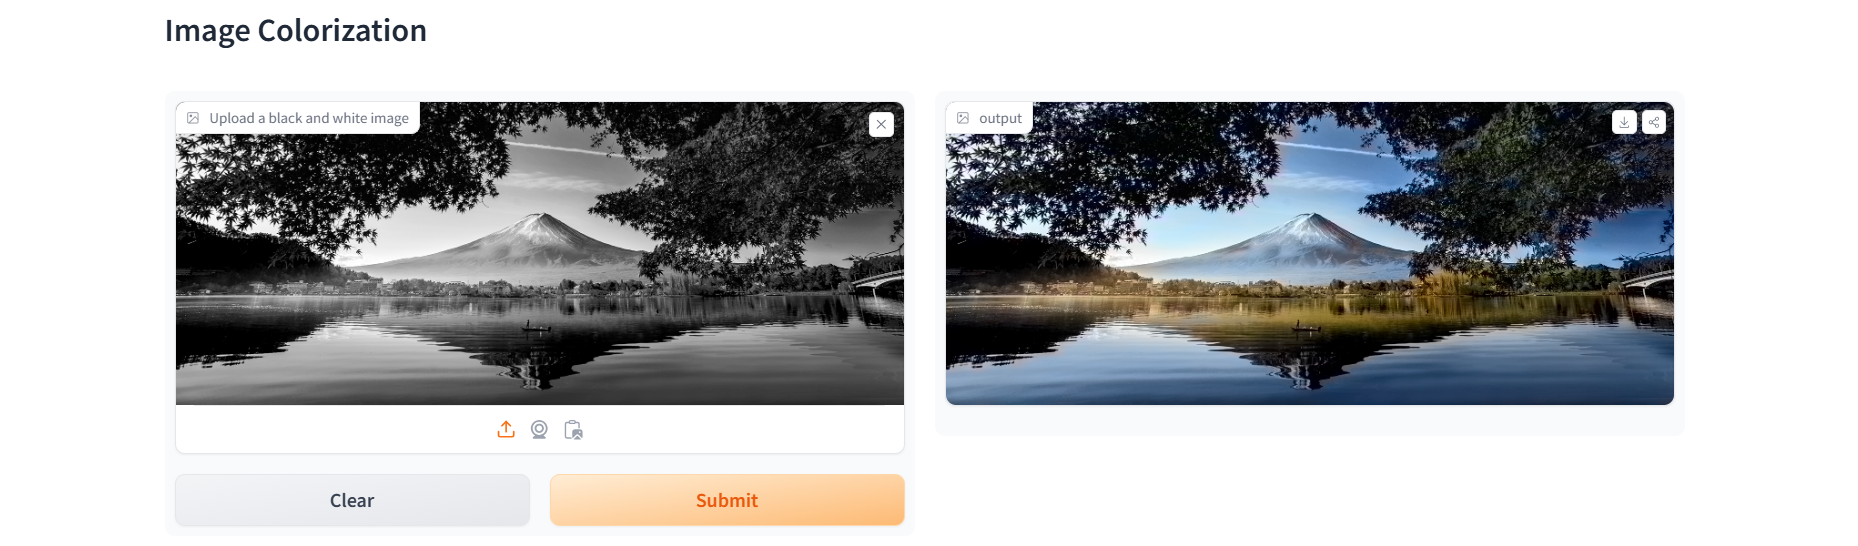 Image Colorization
Upload a black and white image
output
Clear
Submit